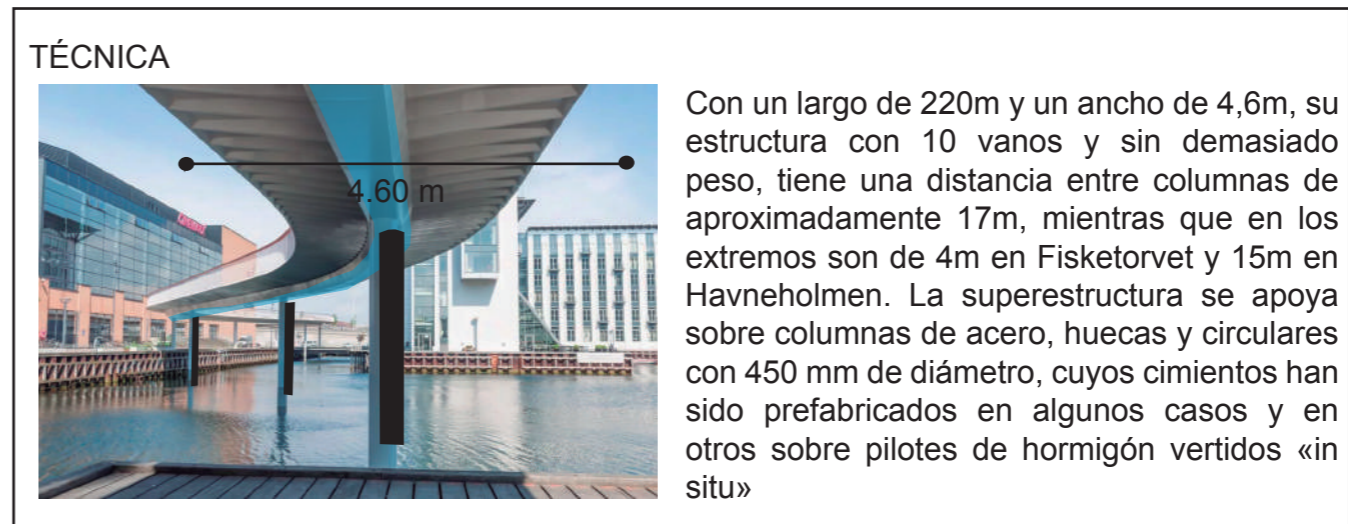 TÉCNICA
4.60 m
Con un largo de 220m y un ancho de 4,6m, su
estructura con 10 vanos y sin demasiado
peso, tiene una distancia entre columnas de
aproximadamente 17m, mientras que en los
extremos son de 4m en Fisketorvet y 15m en
Havneholmen. La superestructura se apoya
sobre columnas de acero, huecas y circulares
con 450 mm de diámetro, cuyos cimientos han
sido prefabricados en algunos casos y en
otros sobre pilotes de hormigón vertidos «in
situ»